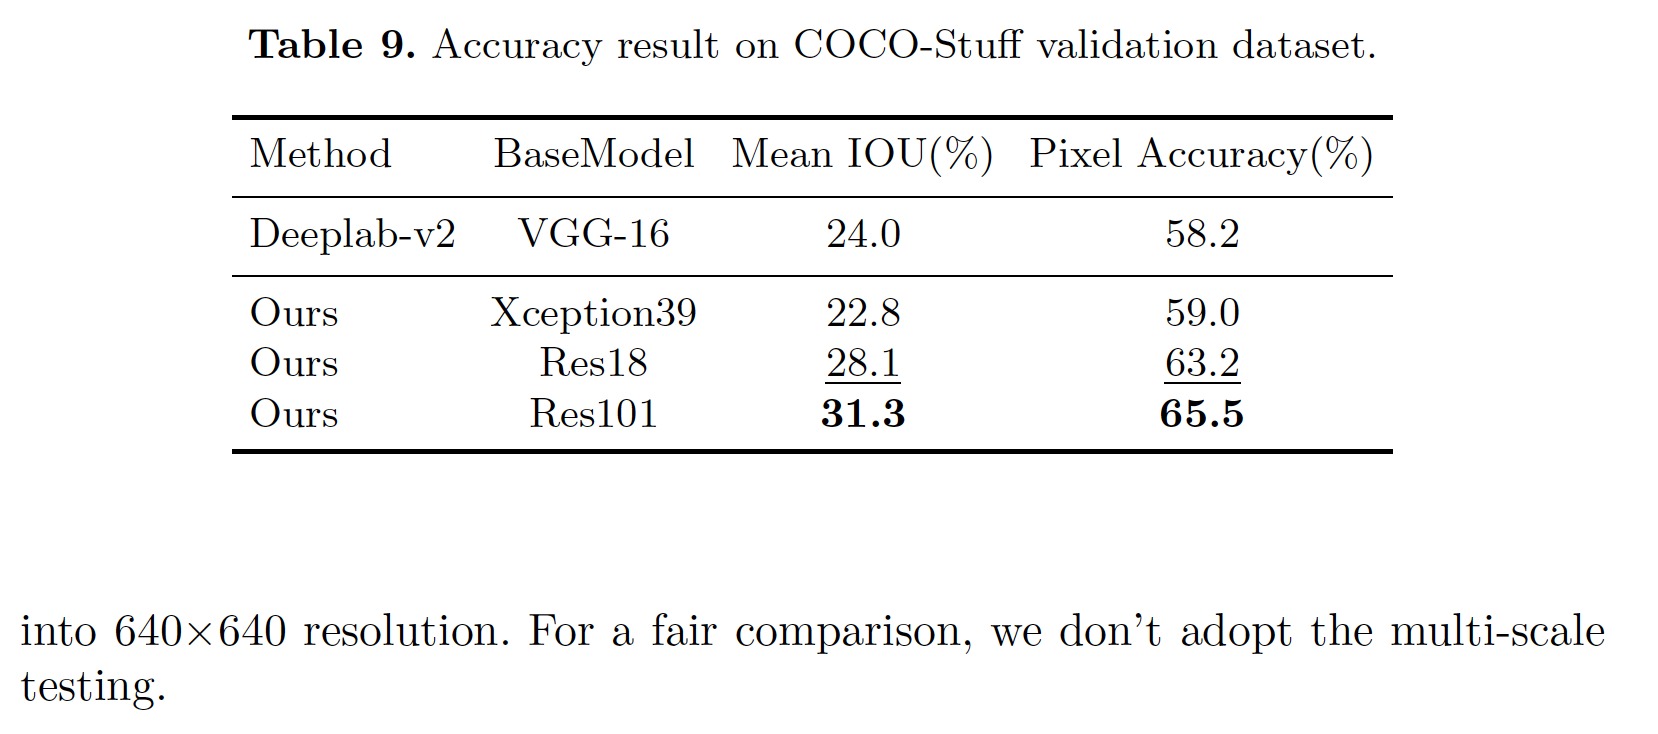 Table 9. Accuracy result on COCO-Stuff validation dataset.
Method BaseModel Mean IOU(%) Pixel Accuracy(%)
Deeplab-v2 VGG-16 24.0 58.2
Ours Xception39 22.8 59.0
Ours Res18 28.1 63.2
Ours Res101 31.3 65.5
into 640×640 resolution. For a fair comparison, we don't adopt the multi-scale
testing.